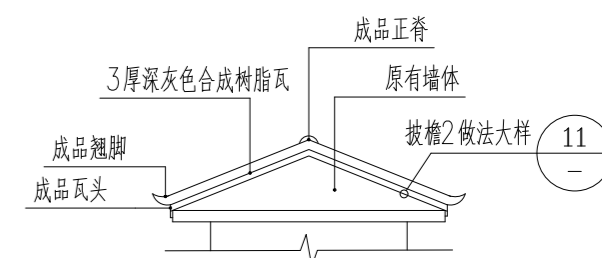 成品正脊
3厚深灰色合成树脂瓦
原有墙体
披檐2做法大样
11
–
成品翘脚
成品瓦头